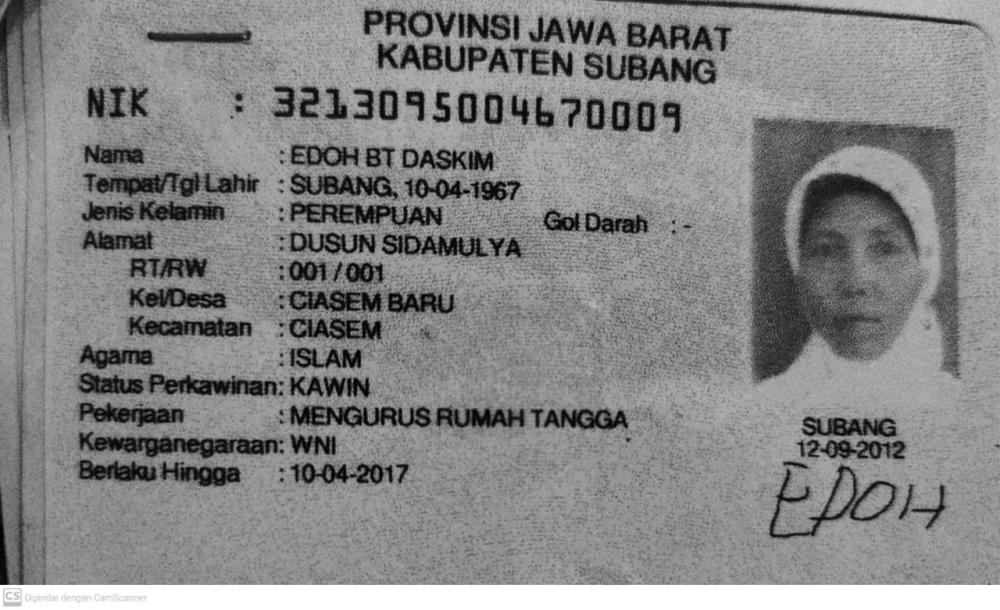 PROVINSI JAWA BARAT
KABUPATEN SUBANG
NIK : 3213095004670009
Nama : EDOH BT DASKIM
Tempat/Tgl Lahir : SUBANG, 10-04-1967
Jenis Kelamin : PEREMPUAN Gol Darah : -
Alamat : DUSUN SIDAMULYA
RT/RW : 001 / 001
Kel/Desa : CIASEM BARU
Kecamatan : CIASEM
Agama : ISLAM
Status Perkawinan: KAWIN
Pekerjaan : MENGURUS RUMAH TANGGA
Kewarganegaraan: WNI
Berlaku Hingga : 10-04-2017
SUBANG
12-09-2012
EDOH
CS Dipindai dengan CamScanner